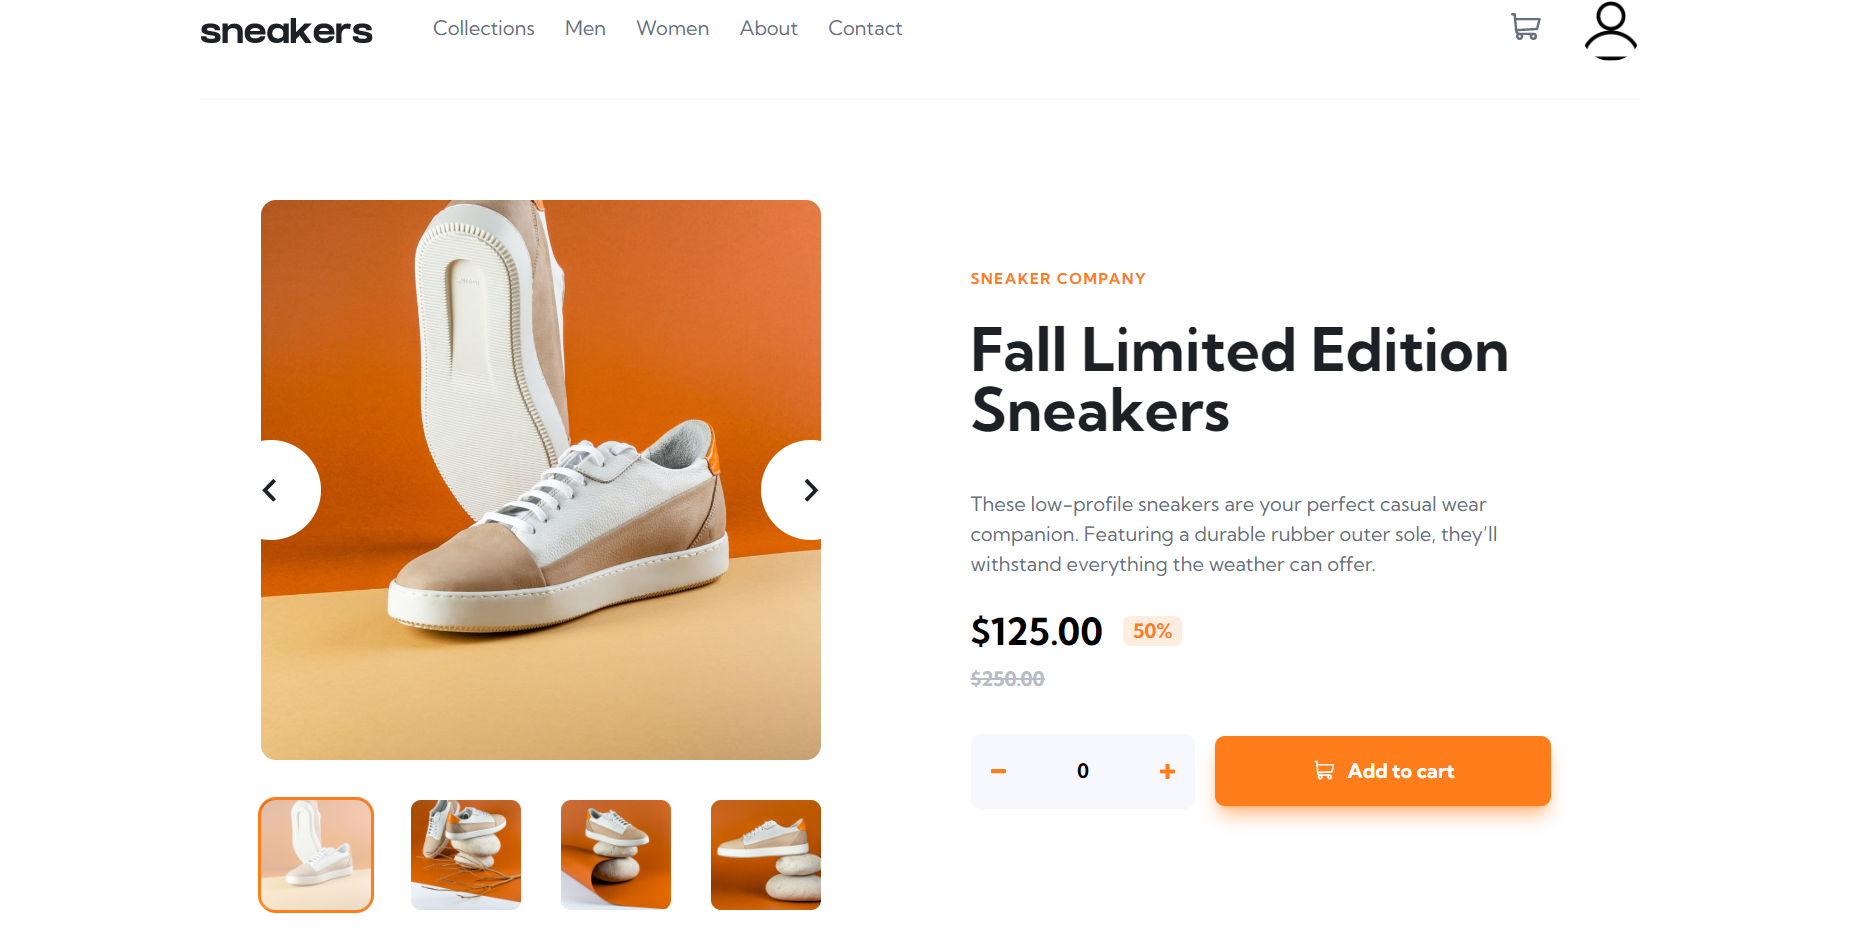 sneakers
Collections Men Women About Contact
SNEAKER COMPANY
Fall Limited Edition
Sneakers
These low-profile sneakers are your perfect casual wear
companion. Featuring a durable rubber outer sole, they’ll
withstand everything the weather can offer.
$125.00 50%
$250.00
0 Add to cart